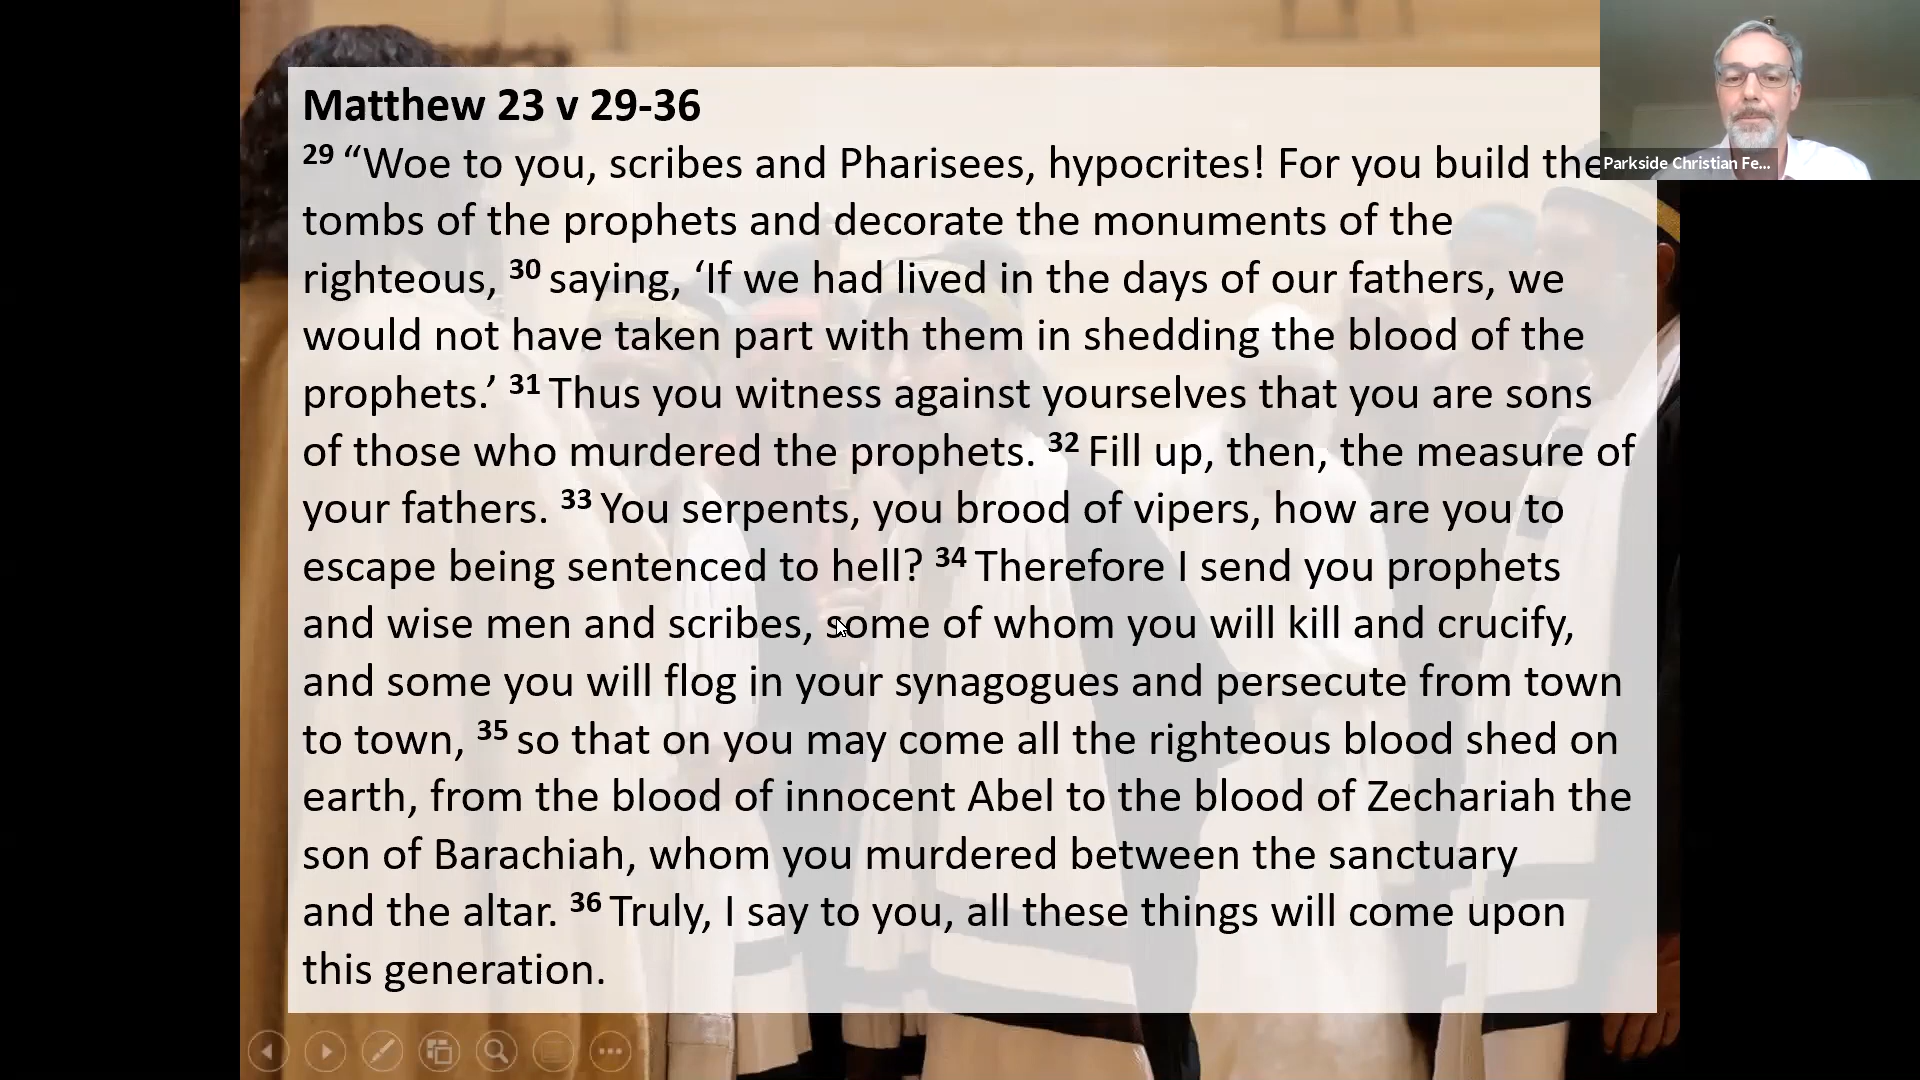 Matthew 23 v 29-36
29 “Woe to you, scribes and Pharisees, hypocrites! For you build the
tombs of the prophets and decorate the monuments of the
righteous, 30 saying, ‘If we had lived in the days of our fathers, we
would not have taken part with them in shedding the blood of the
prophets.’ 31 Thus you witness against yourselves that you are sons
of those who murdered the prophets. 32 Fill up, then, the measure of
your fathers. 33 You serpents, you brood of vipers, how are you to
escape being sentenced to hell? 34 Therefore I send you prophets
and wise men and scribes, some of whom you will kill and crucify,
and some you will flog in your synagogues and persecute from town
to town, 35 so that on you may come all the righteous blood shed on
earth, from the blood of innocent Abel to the blood of Zechariah the
son of Barachiah, whom you murdered between the sanctuary
and the altar. 36 Truly, I say to you, all these things will come upon
this generation.
Parkside Christian Fe...